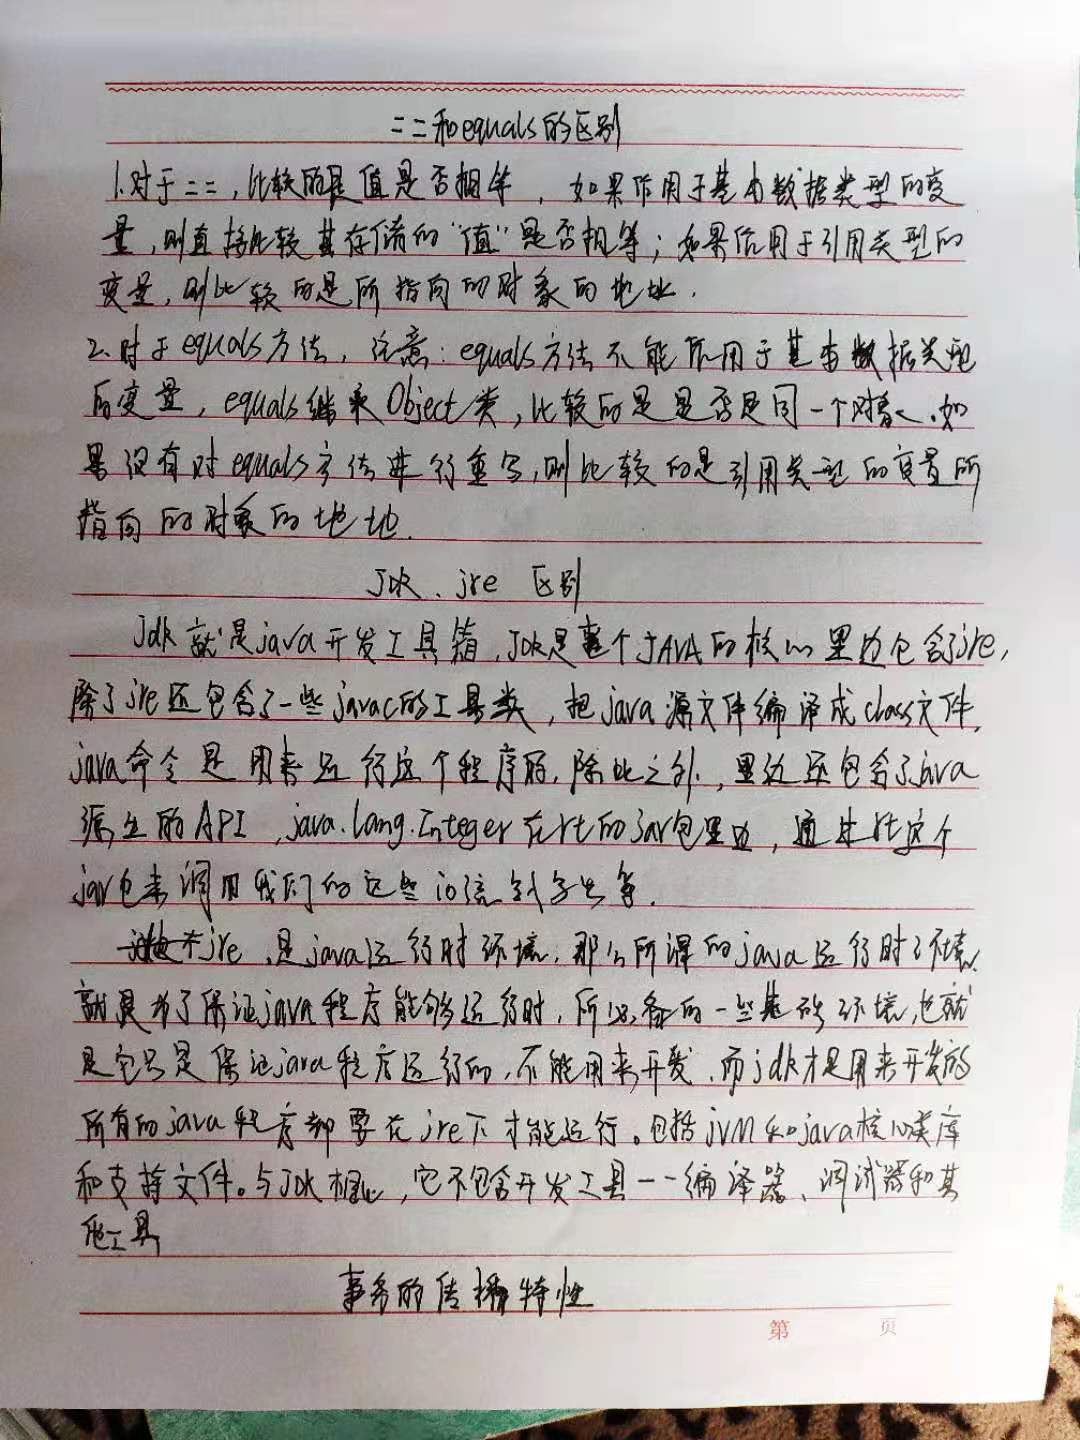 ==和equals的区别
1.对于==,比较的是值是否相等,如果作用于基本数据类型的变
量,则直接比较其存储的“值”是否相等;如果作用于引用类型的
变量,则比较的是所指向的对象的地址.
2.对于equals方法,注意:equals方法不能作用于基本数据类型
的变量,equals继承Object类,比较的是是否是同一个对象.如
果没有对equals方法进行重写,则比较的是引用类型的变量所
指向的对象的地地.
Jdk、jre 区别
Jdk就是java开发工具箱,JDK是整个JAVA的核心里边包含了jre,
除了jre还包含了一些javac的工具类,把java源文件编译成class文件,
java命令是用来运行这个程序的,除此之外,里边还包含了java
源生的API,java.lang.Integer在rt的jar包里边,通过rt这个
jar包来调用我们的这些io流到写出等.
jre,是java运行时环境,那么所谓的java运行时环境,
就是为了保证java程序能够运行时,所必备的一些基础环境,也就
是它只是保证java程序运行的,不能用来开发,而jdk才是用来开发的
所有的java程序都要在jre下才能运行。包括JVM和java核心类库
和支持文件。与JDK相比,它不包含开发工具--编译器、调试器和其
他工具
事务的传播特性
第 页